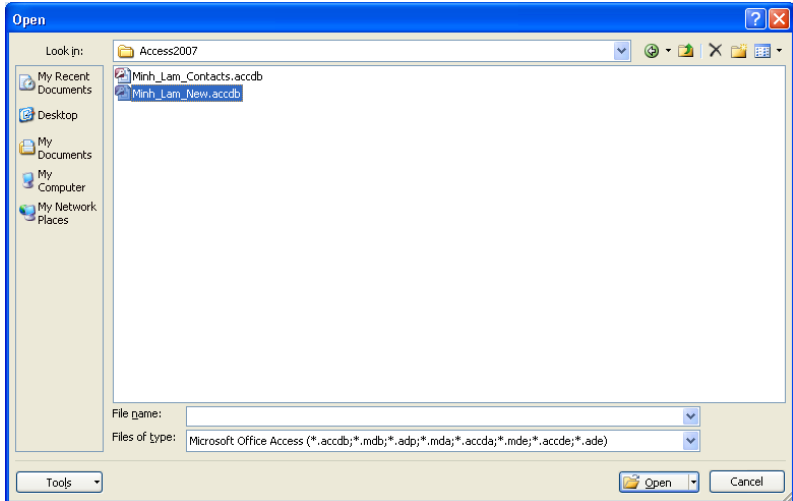 Open
Look in:
Access2007
My Recent
Documents
Desktop
My
Documents
My
Computer
My Network
Places
Minh_Lam_Contacts.accdb
Minh_Lam_New.accdb
File name:
Files of type:
Microsoft Office Access (*.accdb;*.mdb;*.adp;*.mda;*.accda;*.mde;*.accde;*.ade)
Tools
Open
Cancel